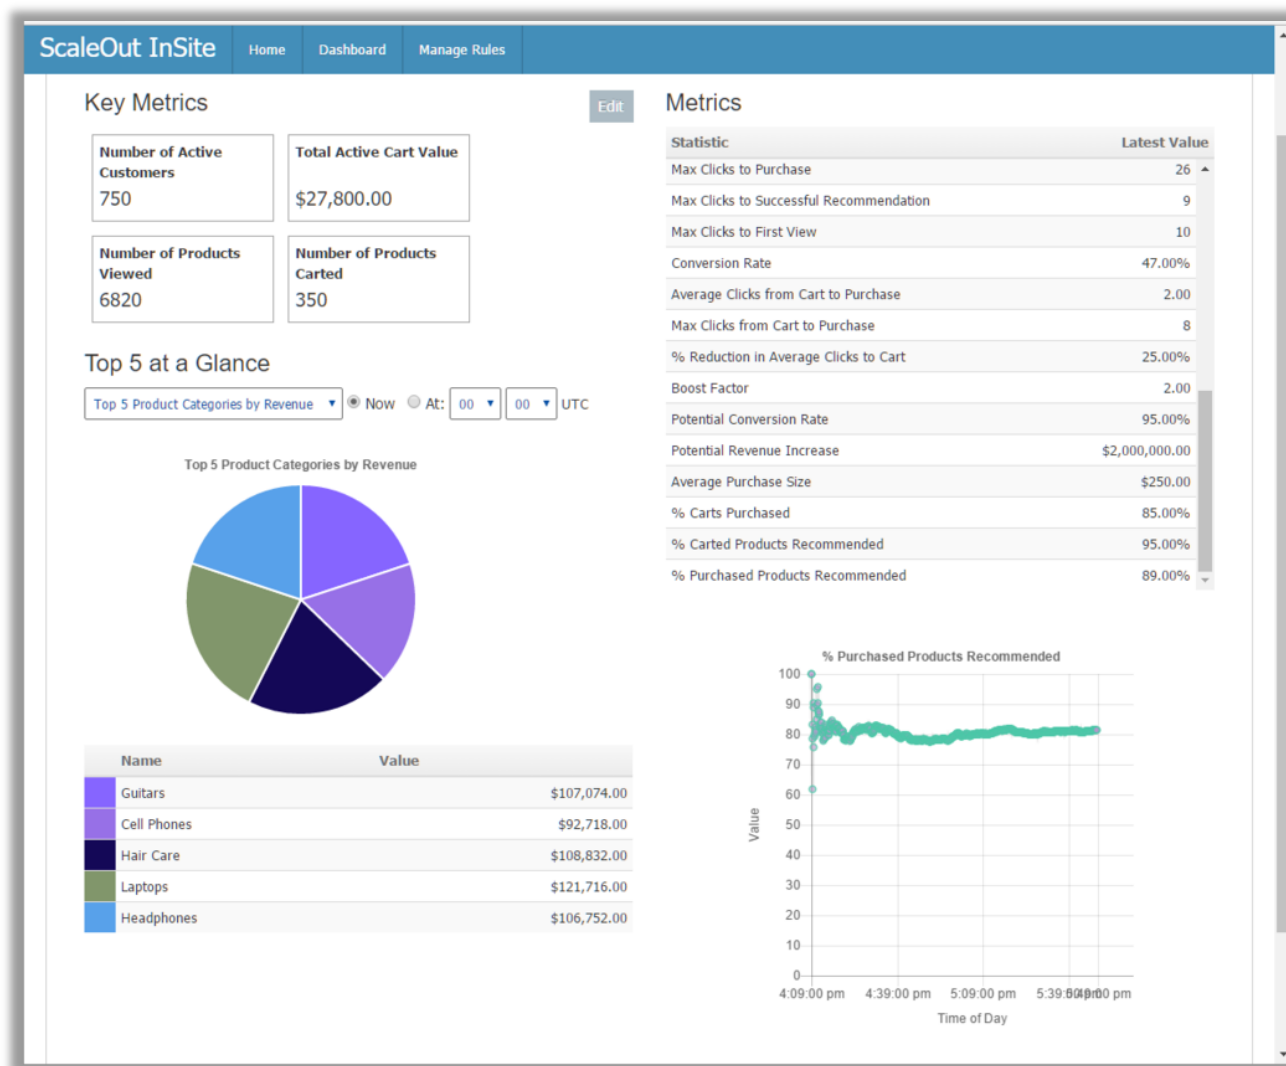 ScaleOut InSite Home Dashboard Manage Rules
Key Metrics Edit
Number of Active
Customers
750
Total Active Cart Value
$27,800.00
Number of Products
Viewed
6820
Number of Products
Carted
350
Top 5 at a Glance
Top 5 Product Categories by Revenue Now At: 00 00 UTC
Top 5 Product Categories by Revenue
Name Value
Guitars $107,074.00
Cell Phones $92,718.00
Hair Care $108,832.00
Laptops $121,716.00
Headphones $106,752.00
Metrics
Statistic Latest Value
Max Clicks to Purchase 26
Max Clicks to Successful Recommendation 9
Max Clicks to First View 10
Conversion Rate 47.00%
Average Clicks from Cart to Purchase 2.00
Max Clicks from Cart to Purchase 8
% Reduction in Average Clicks to Cart 25.00%
Boost Factor 2.00
Potential Conversion Rate 95.00%
Potential Revenue Increase $2,000,000.00
Average Purchase Size $250.00
% Carts Purchased 85.00%
% Carted Products Recommended 95.00%
% Purchased Products Recommended 89.00%
% Purchased Products Recommended
100
90
80
70
60
50
40
30
20
10
0
Value
4:09:00 pm 4:39:00 pm 5:09:00 pm
Time of Day